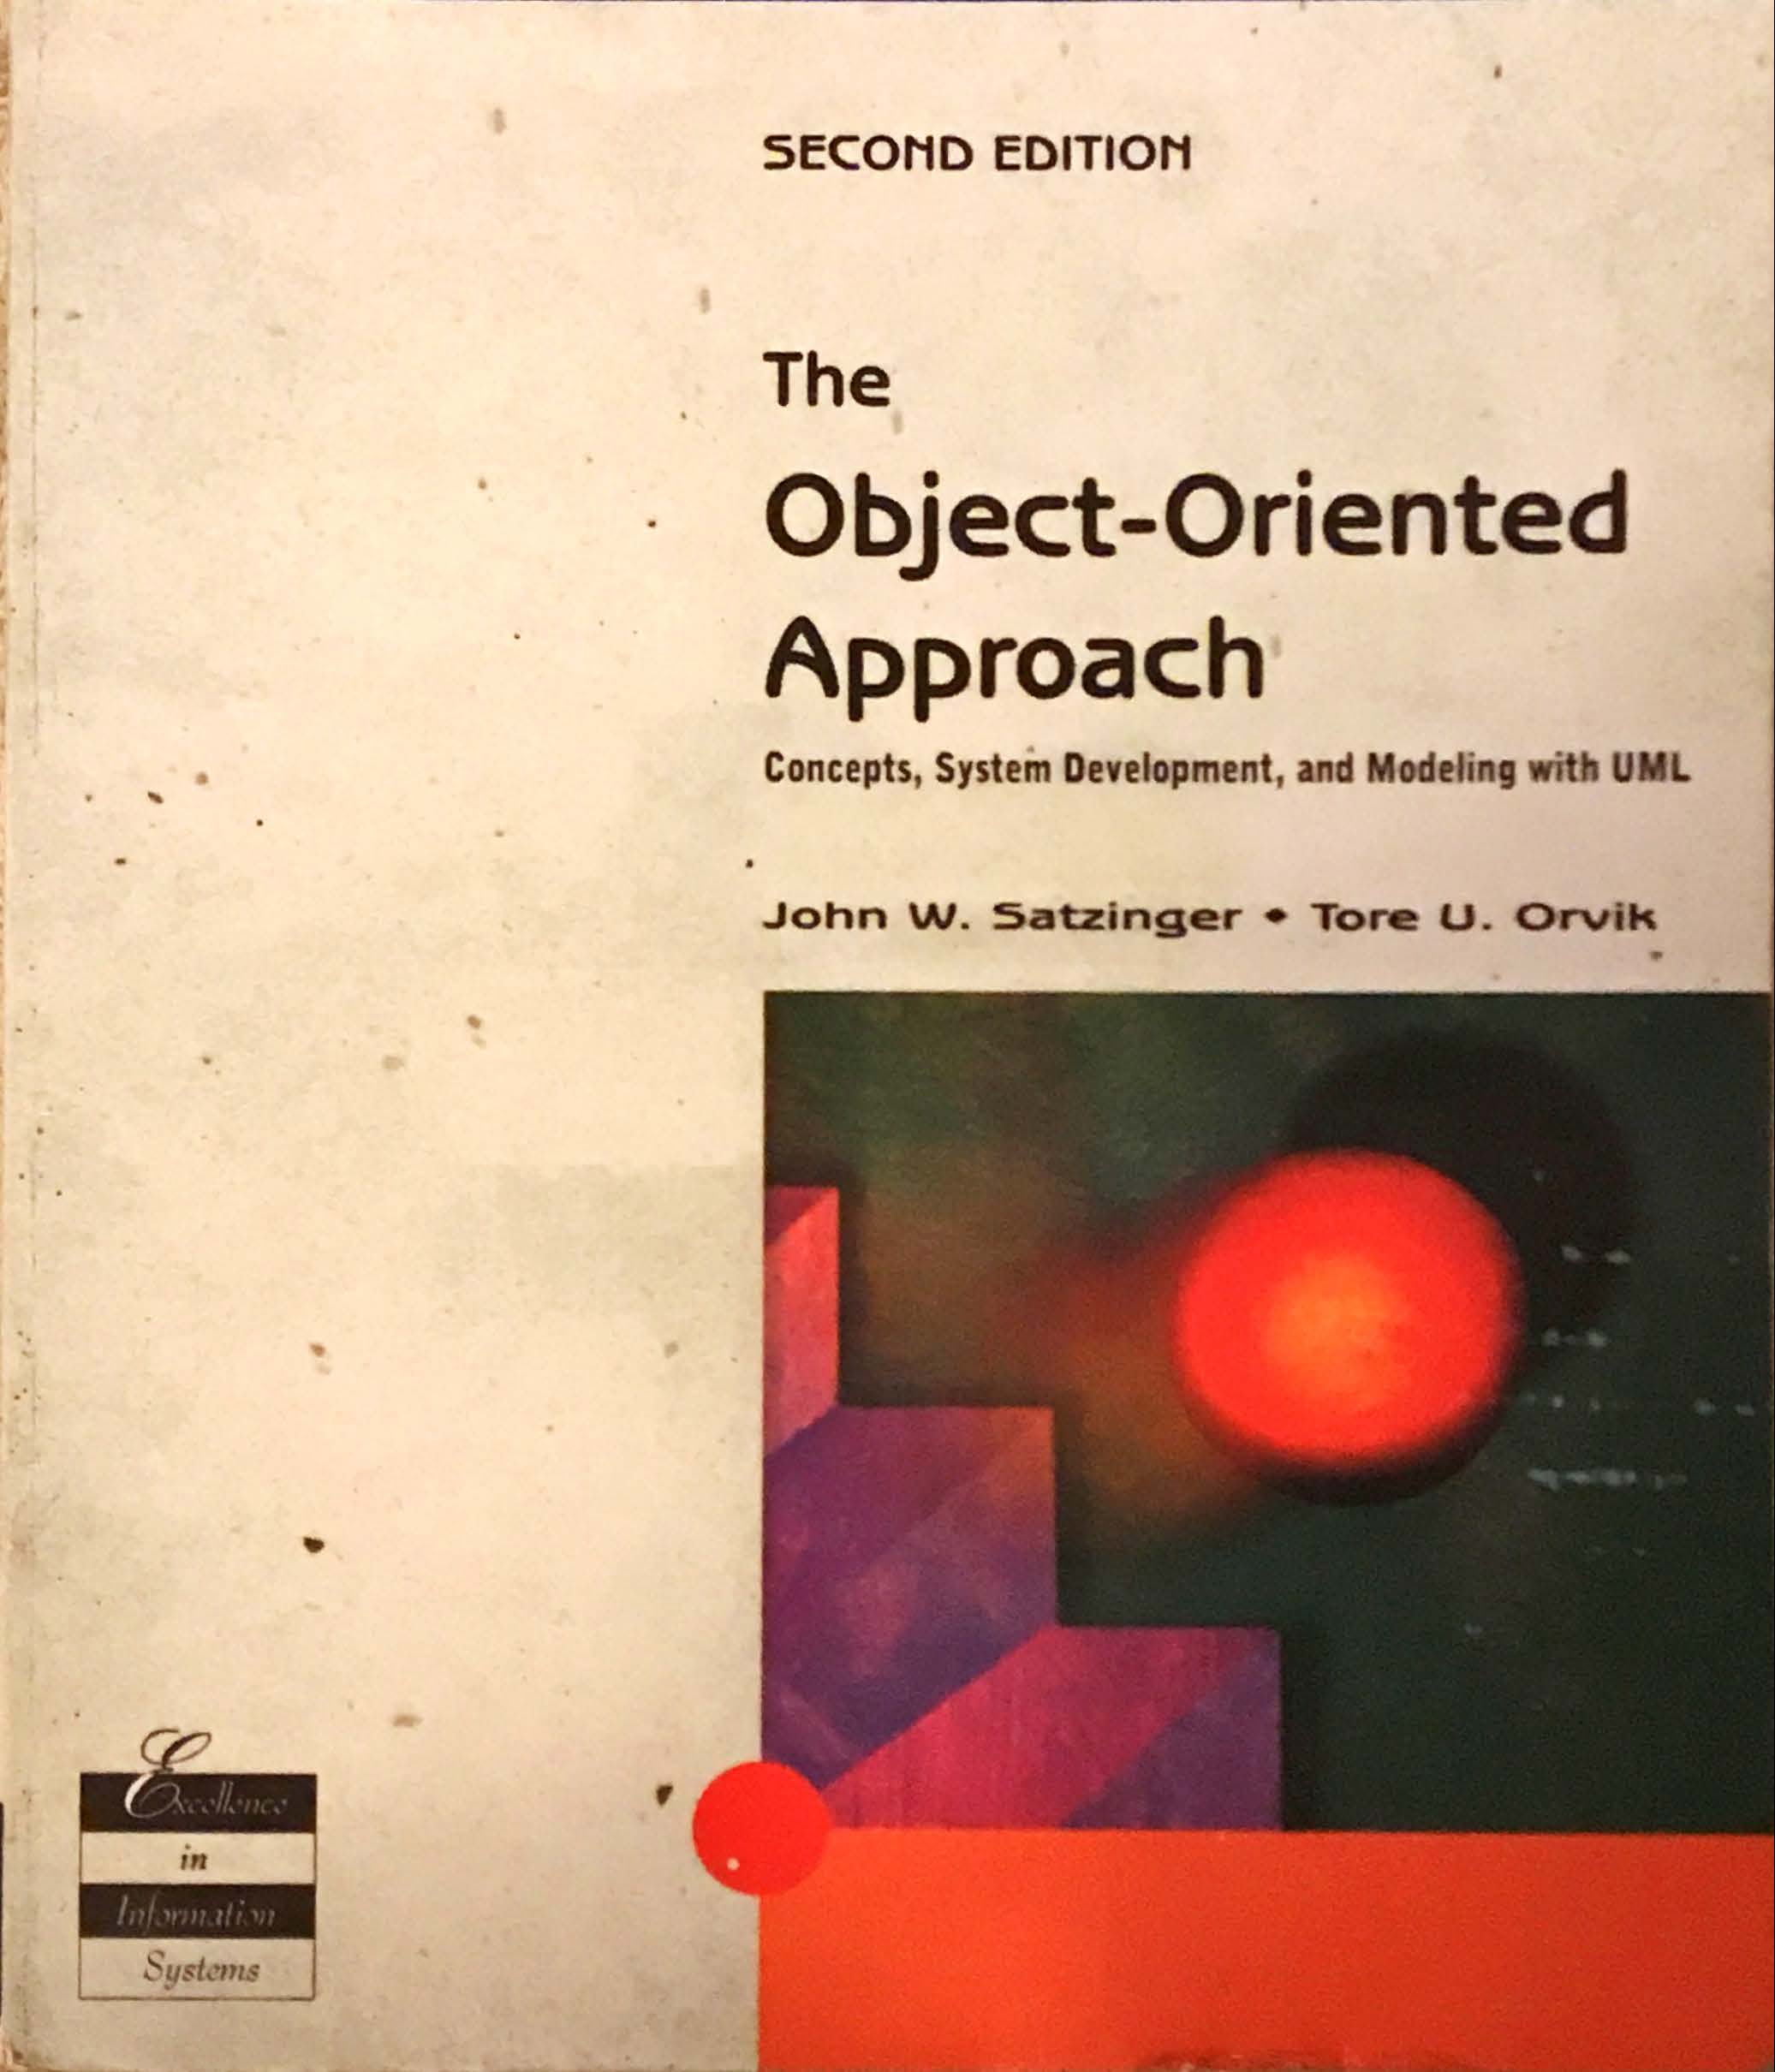 SECOND EDITION
The
Object-Oriented
Approach
Concepts, System Development, and Modeling with UML
John W. Satzinger • Tore U. Orvik
Excellence
in
Information
Systems